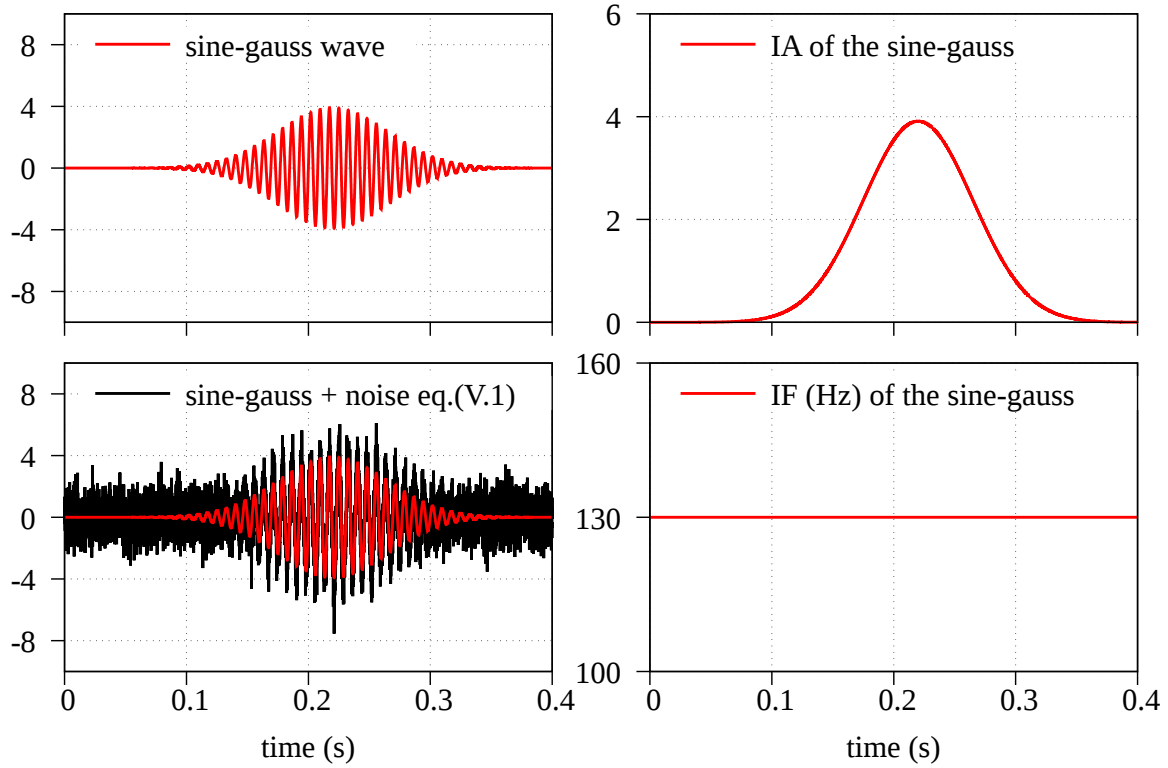 8
4
0
-4
-8
sine-gauss wave
6
4
2
0
IA of the sine-gauss
8
4
0
-4
-8
sine-gauss + noise eq.(V.1)
0 0.1 0.2 0.3 0.4
time (s)
160
130
100
IF (Hz) of the sine-gauss
0 0.1 0.2 0.3 0.4
time (s)